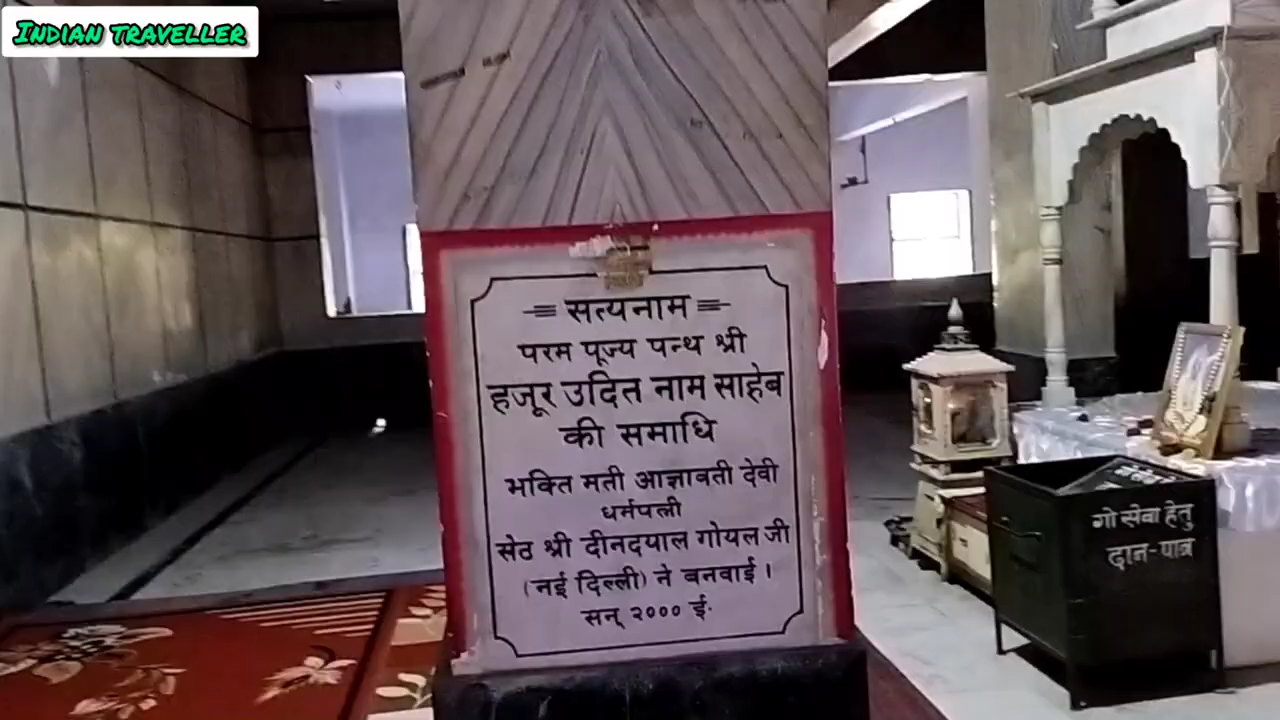 INDIAN TRAVELLER
सत्यनाम
परम पूज्य पन्थ श्री
हजूर उदित नाम साहेब
की समाधि
भक्ति मती आज्ञावती देवी
धर्मपत्नी
सेठ श्री दीनदयाल गोयल जी
(नई दिल्ली) ने बनवाई।
सन् २००० ई॰
गो सेवा हेतु
दान-पात्र